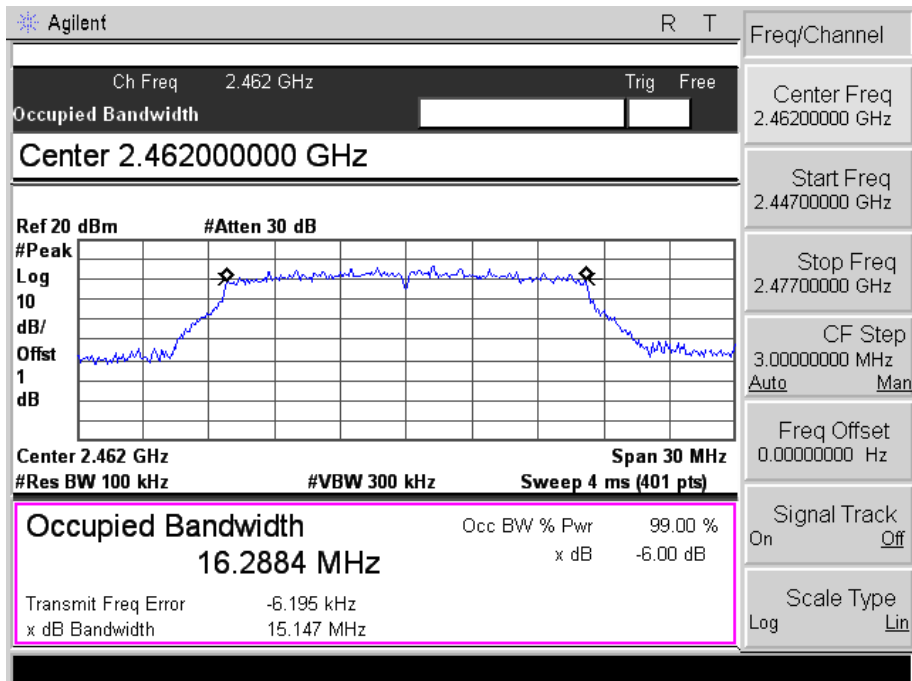 Agilent R T
Ch Freq 2.462 GHz Trig Free
Occupied Bandwidth
Center 2.462000000 GHz
Ref 20 dBm #Atten 30 dB
#Peak
Log
10
dB/
Offst
1
dB
Center 2.462 GHz Span 30 MHz
#Res BW 100 kHz #VBW 300 kHz Sweep 4 ms (401 pts)
Occupied Bandwidth
16.2884 MHz
Occ BW % Pwr 99.00 %
x dB -6.00 dB
Transmit Freq Error -6.195 kHz
x dB Bandwidth 15.147 MHz
Freq/Channel
Center Freq
2.46200000 GHz
Start Freq
2.44700000 GHz
Stop Freq
2.47700000 GHz
CF Step
3.00000000 MHz
Auto Man
Freq Offset
0.00000000 Hz
Signal Track
On Off
Scale Type
Log Lin